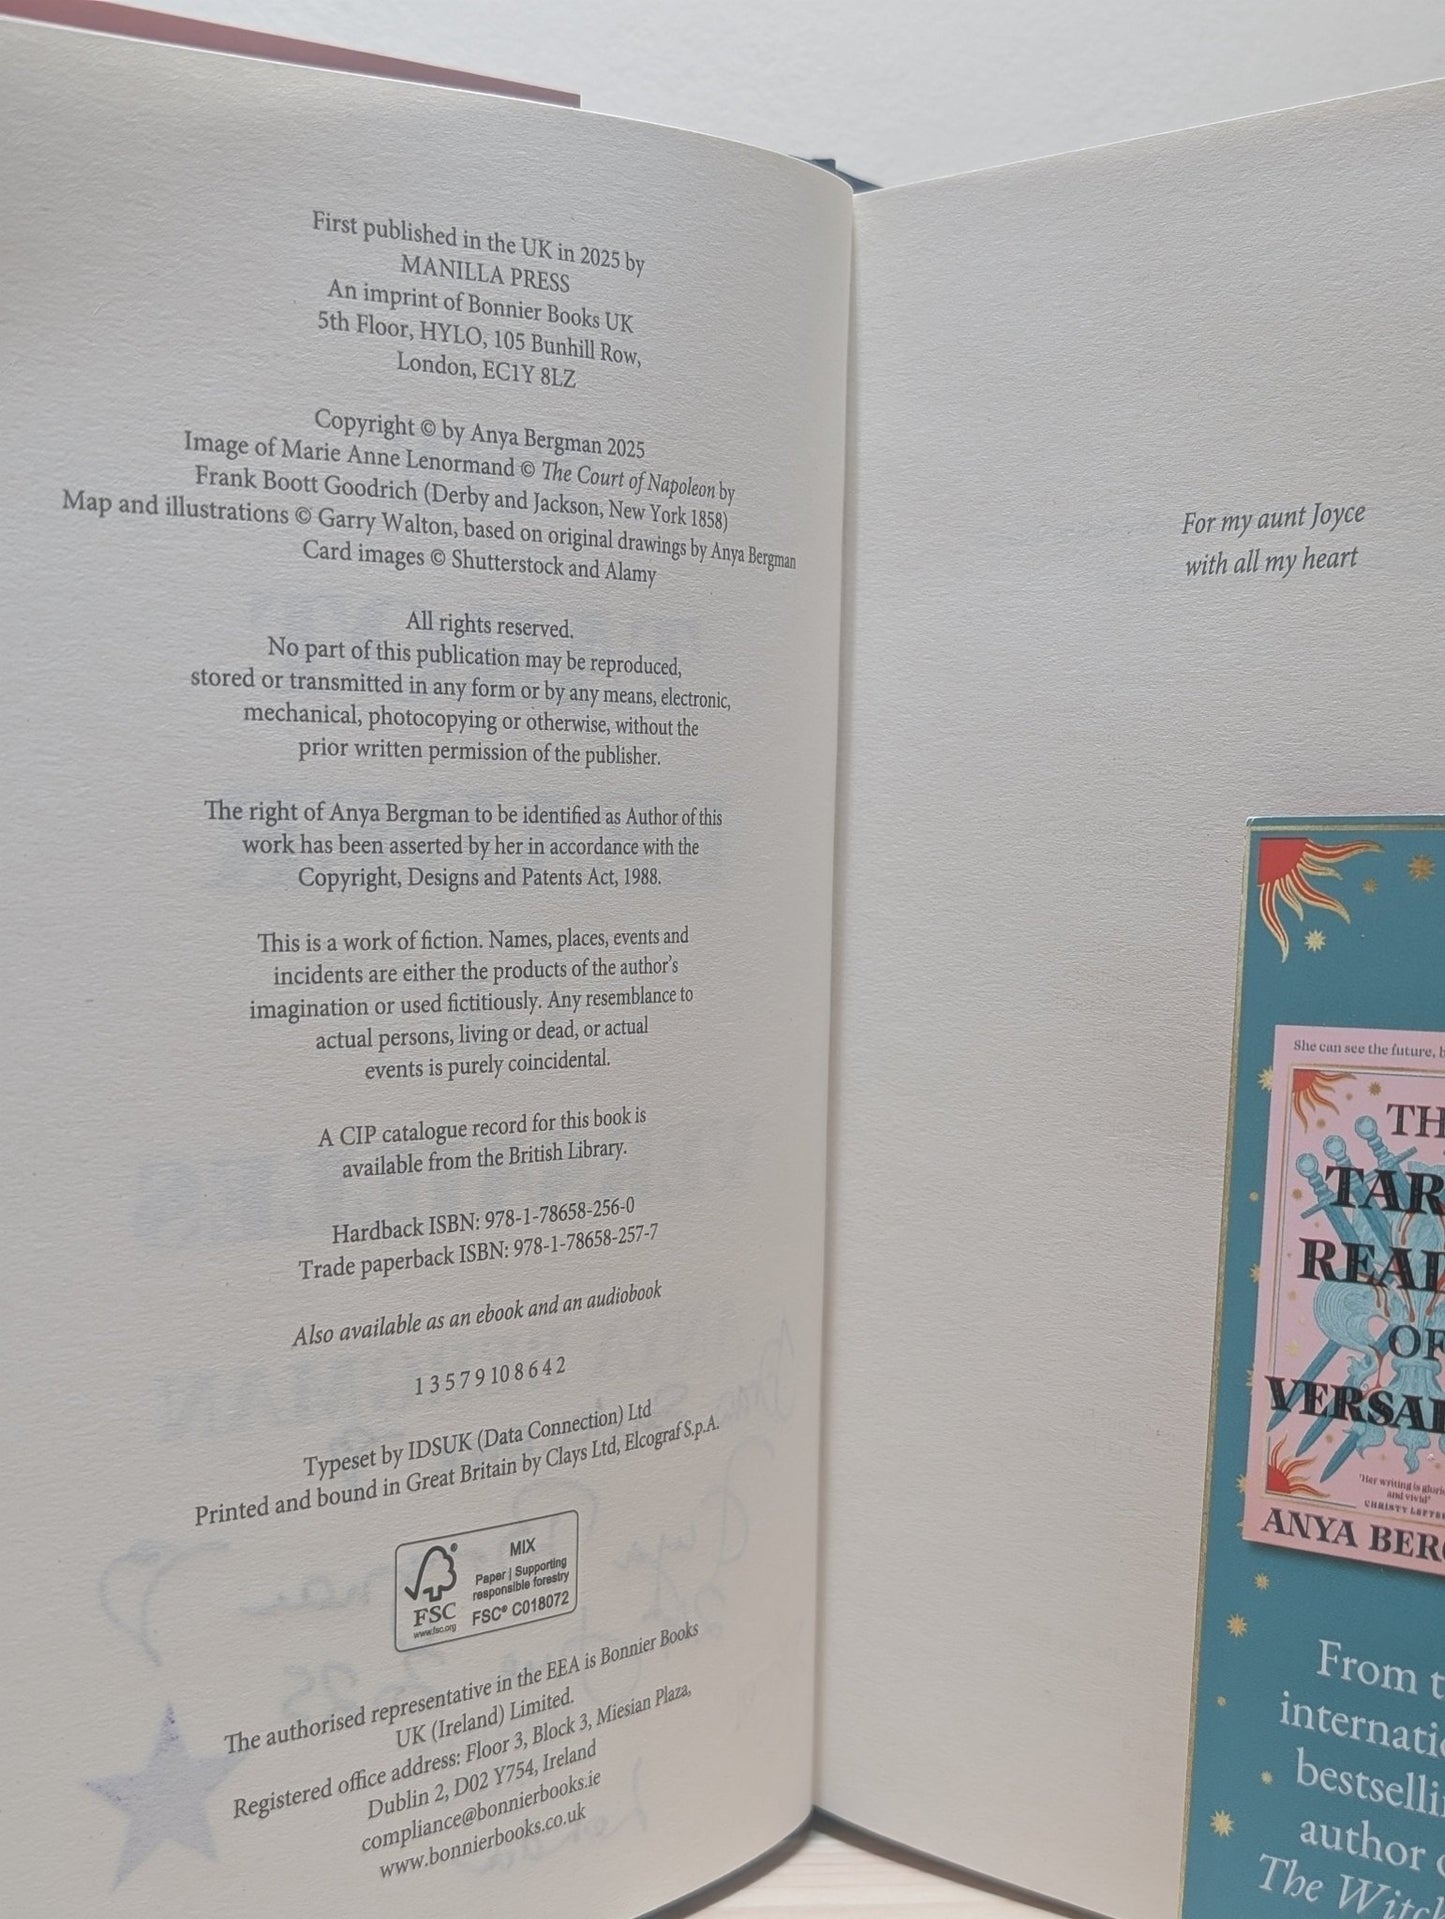 First published in the UK in 2025 by
MANILLA PRESS
An imprint of Bonnier Books UK
5th Floor, HYLO, 105 Bunhill Row,
London, EC1Y 8LZ
Copyright © by Anya Bergman 2025
Image of Marie Anne Lenormand © The Court of Napoleon by
Frank Boott Goodrich (Derby and Jackson, New York 1858)
Map and illustrations © Garry Walton, based on original drawings by Anya Bergman
Card images © Shutterstock and Alamy
All rights reserved.
No part of this publication may be reproduced,
stored or transmitted in any form or by any means, electronic,
mechanical, photocopying or otherwise, without the
prior written permission of the publisher.
The right of Anya Bergman to be identified as Author of this
work has been asserted by her in accordance with the
Copyright, Designs and Patents Act, 1988.
This is a work of fiction. Names, places, events and
incidents are either the products of the author's
imagination or used fictitiously. Any resemblance to
actual persons, living or dead, or actual
events is purely coincidental.
A CIP catalogue record for this book is
available from the British Library.
Hardback ISBN: 978-1-78658-256-0
Trade paperback ISBN: 978-1-78658-257-7
Also available as an ebook and an audiobook
1 3 5 7 9 10 8 6 4 2
Typeset by IDSUK (Data Connection) Ltd
Printed and bound in Great Britain by Clays Ltd, Elcograf S.p.A.
FSC
www.fsc.org
MIX
Paper | Supporting
responsible forestry
FSC® C018072
The authorised representative in the EEA is Bonnier Books
UK (Ireland) Limited.
Registered office address: Floor 3, Block 3, Miesian Plaza,
Dublin 2, D02 Y754, Ireland
compliance@bonnierbooks.ie
www.bonnierbooks.co.uk
For my aunt Joyce
with all my heart
She can see the future, b
TH
TAR
READ
OF
VERSAI
'Her writing is glori
and vivid'
CHRISTY LEFTE
ANYA BERG
From t
internatio
bestselli
author o
The Witch